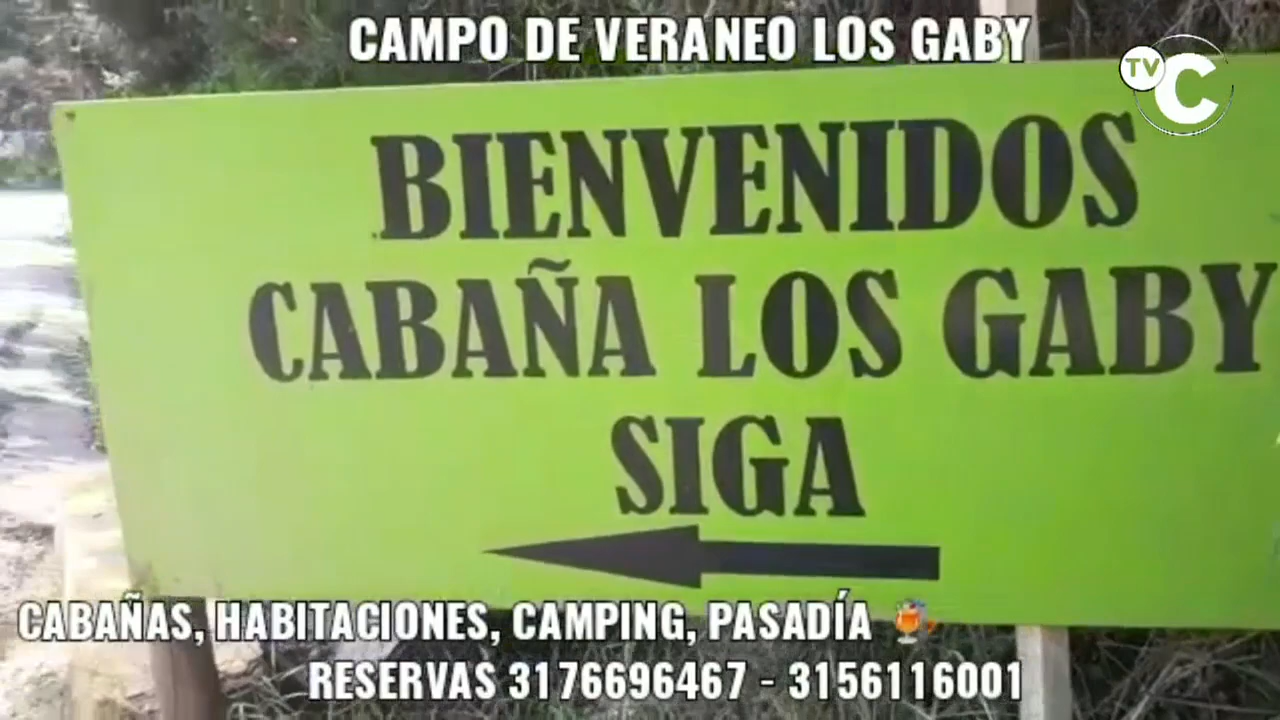 CAMPO DE VERANEO LOS GABY
TV C
BIENVENIDOS
CABAÑA LOS GABY
SIGA
CABAÑAS, HABITACIONES, CAMPING, PASADÍA
RESERVAS 3176696467 - 3156116001